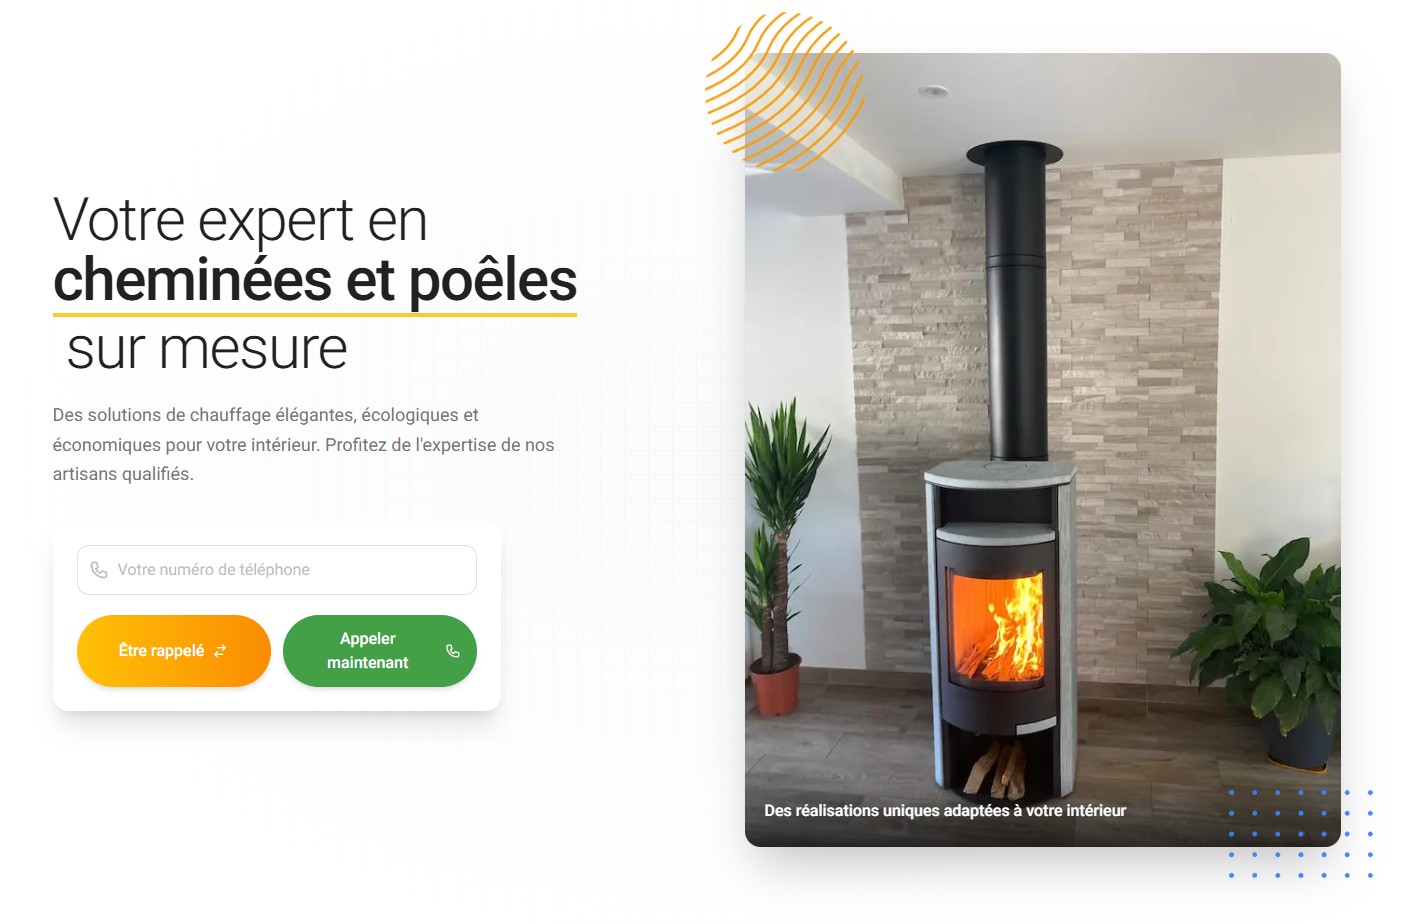 Votre expert en
cheminées et poêles
sur mesure
Des solutions de chauffage élégantes, écologiques et
économiques pour votre intérieur. Profitez de l'expertise de nos
artisans qualifiés.
Votre numéro de téléphone
Être rappelé
Appeler
maintenant
Des réalisations uniques adaptées à votre intérieur